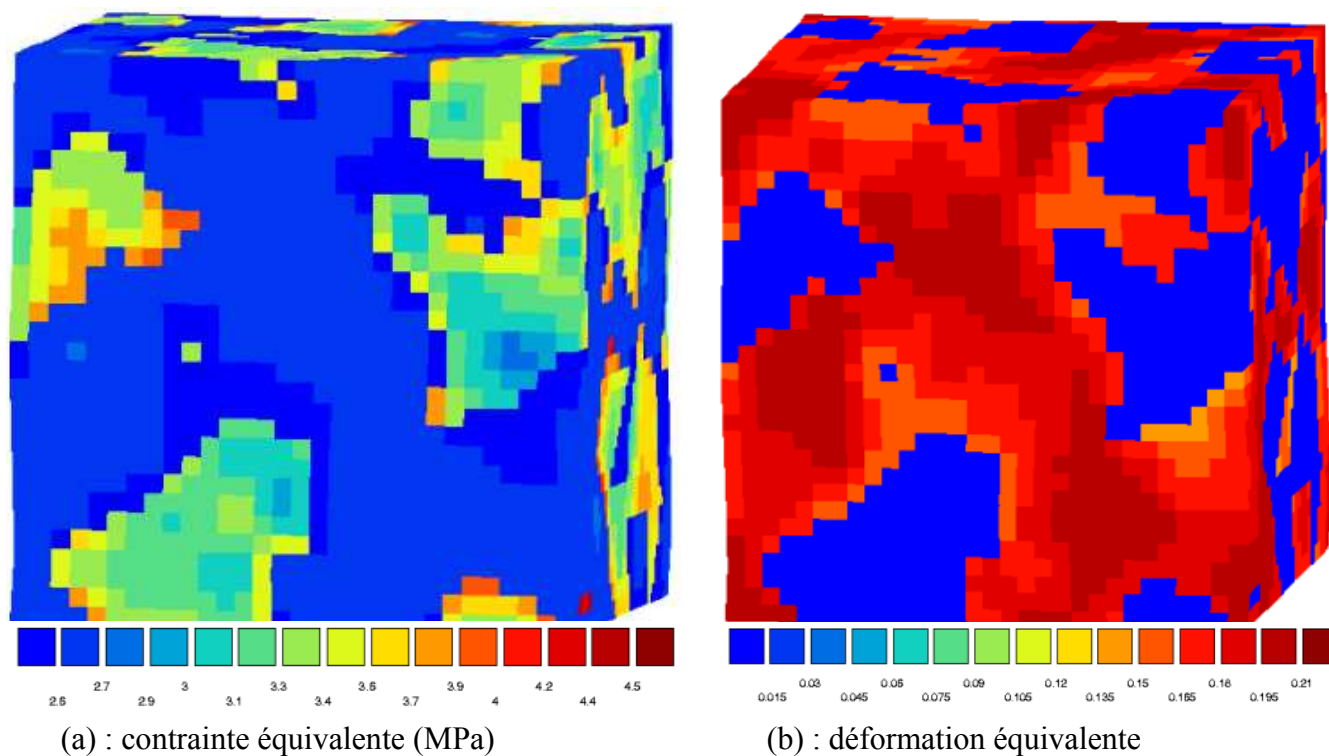 2.7 3 3.3 3.6 3.9 4.2 4.5
2.6 2.9 3.1 3.4 3.7 4 4.4
0.03 0.06 0.09 0.12 0.15 0.18 0.21
0.015 0.045 0.075 0.105 0.135 0.165 0.195
(a) : contrainte équivalente (MPa)
(b) : déformation équivalente